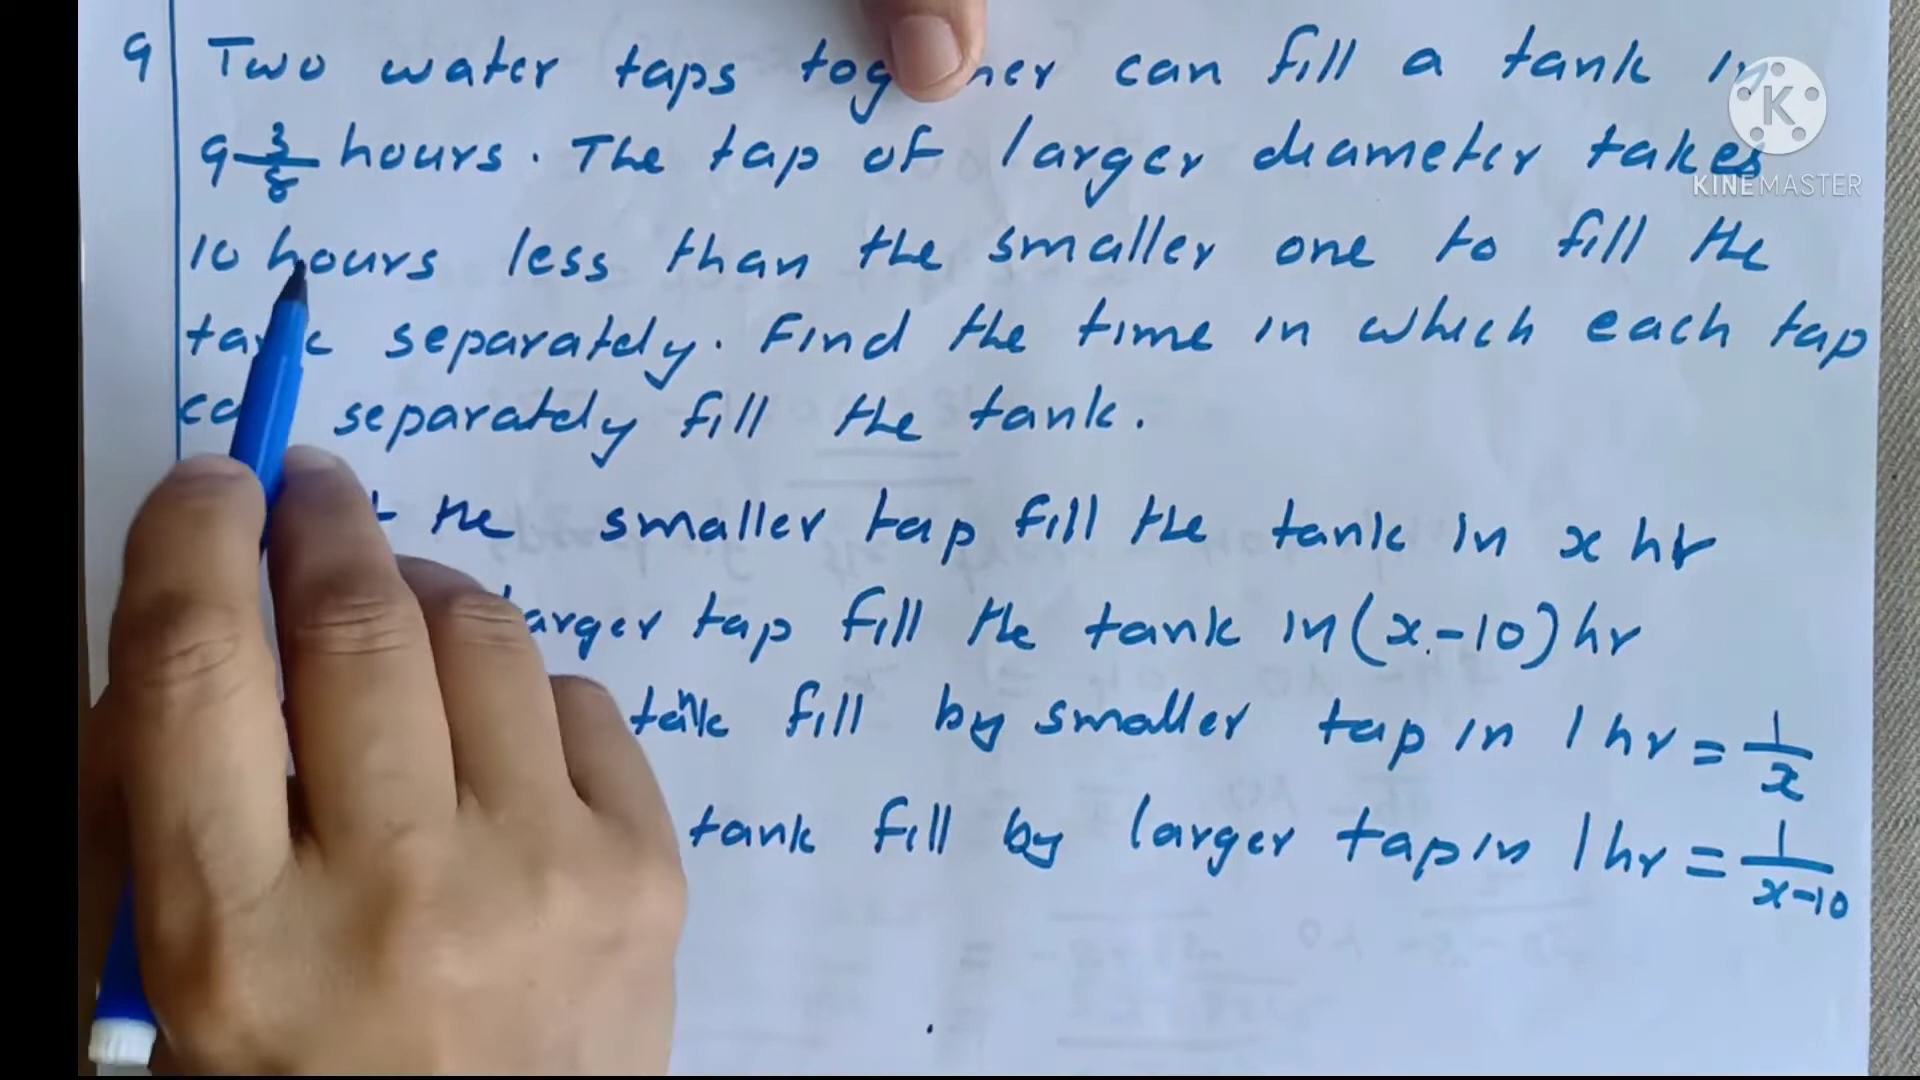 9 Two water taps together can fill a tank in
9 3/8 hours. The tap of larger diameter takes
10 hours less than the smaller one to fill the
tank separately. Find the time in which each tap
can separately fill the tank.
the smaller tap fill the tank in x hr
larger tap fill the tank in (x-10) hr
tank fill by smaller tap in 1 hr = 1/x
tank fill by larger tap in 1 hr = 1/x-10
K
KINEMASTER